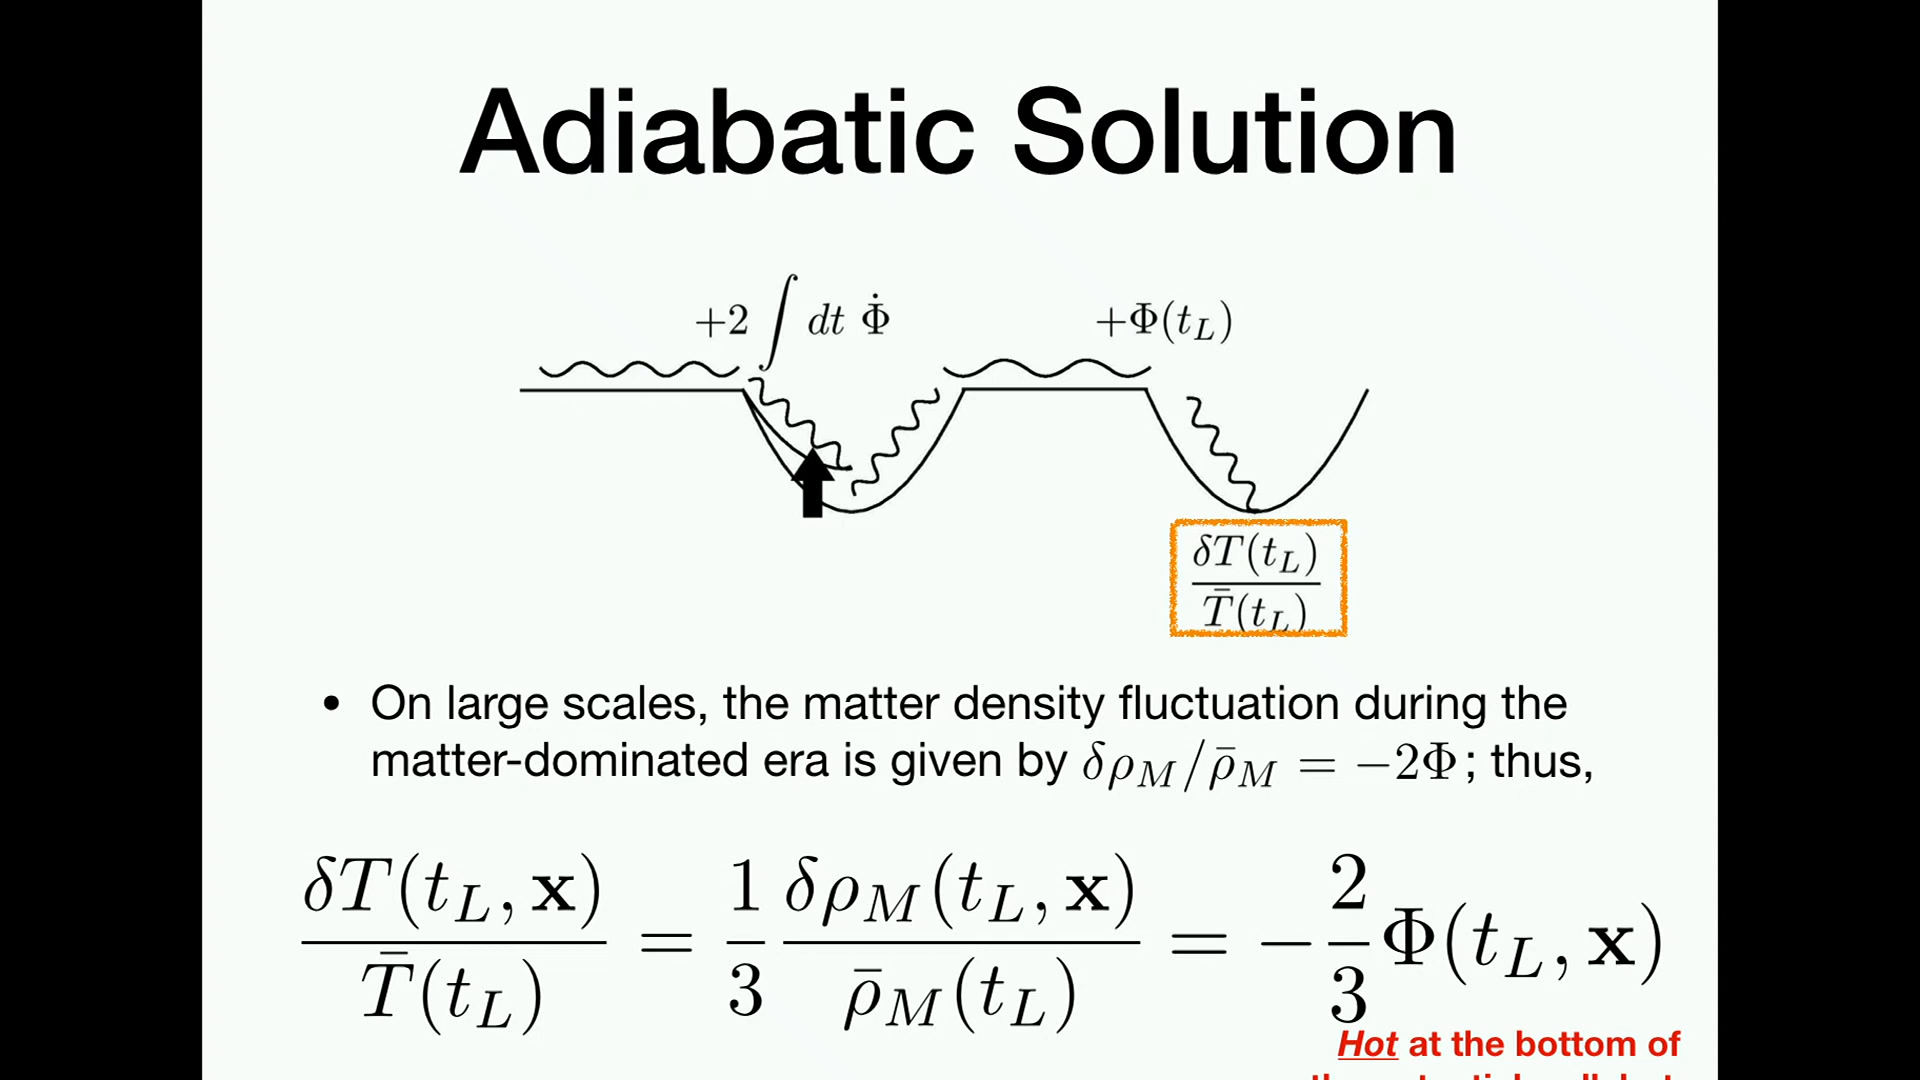 Adiabatic Solution
+2 ∫ dt Φ̇
+Φ(t_L)
δT(t_L)
T̄(t_L)
• On large scales, the matter density fluctuation during the
matter-dominated era is given by δρ_M/ρ̄_M = −2Φ; thus,
δT(t_L, x)/T̄(t_L) = 1/3 δρ_M(t_L, x)/ρ̄_M(t_L) = −2/3 Φ(t_L, x)
Hot at the bottom of